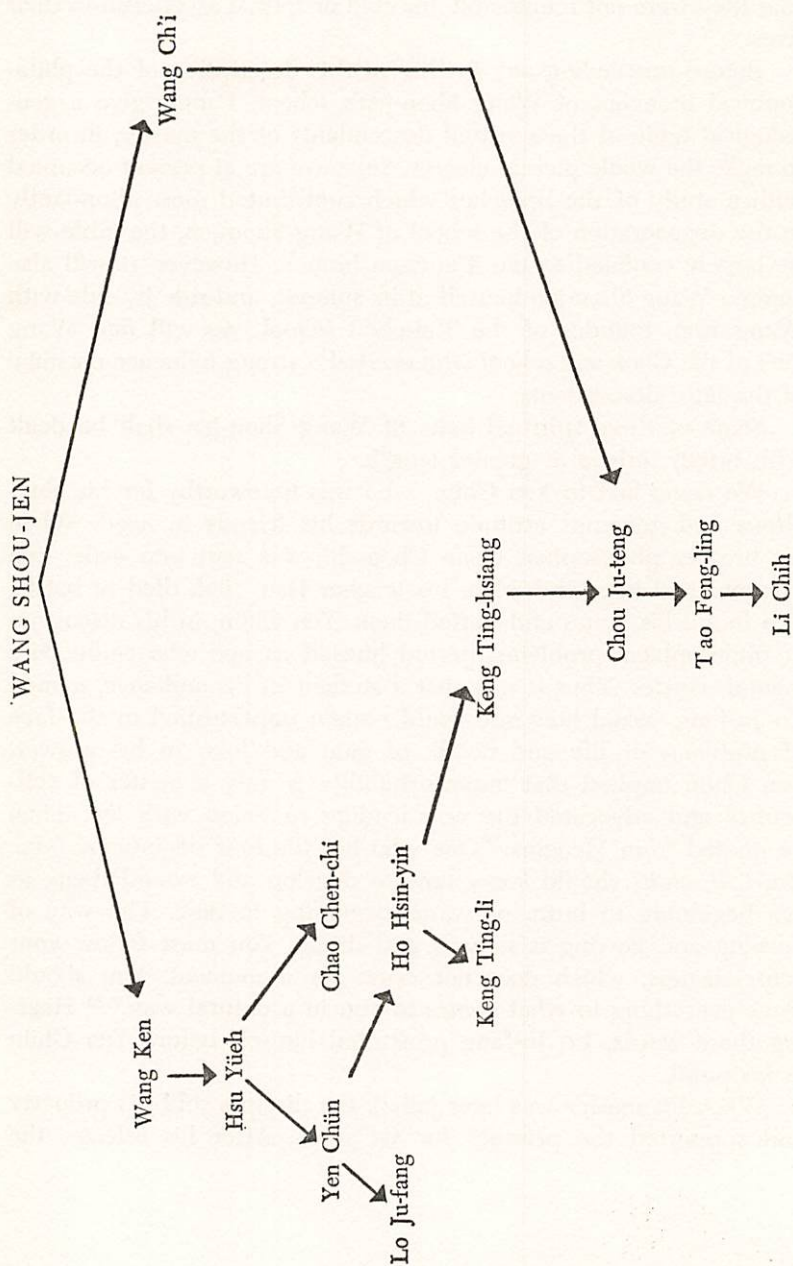 WANG SHOU-JEN
Wang Ken
Wang Ch'i
Hsu Yüeh
Yen Chün
Chao Chen-chi
Lo Ju-fang
Ho Hsin-yin
Keng Ting-li
Keng Ting-hsiang
Chou Ju-teng
Tao Feng-ling
Li Chih